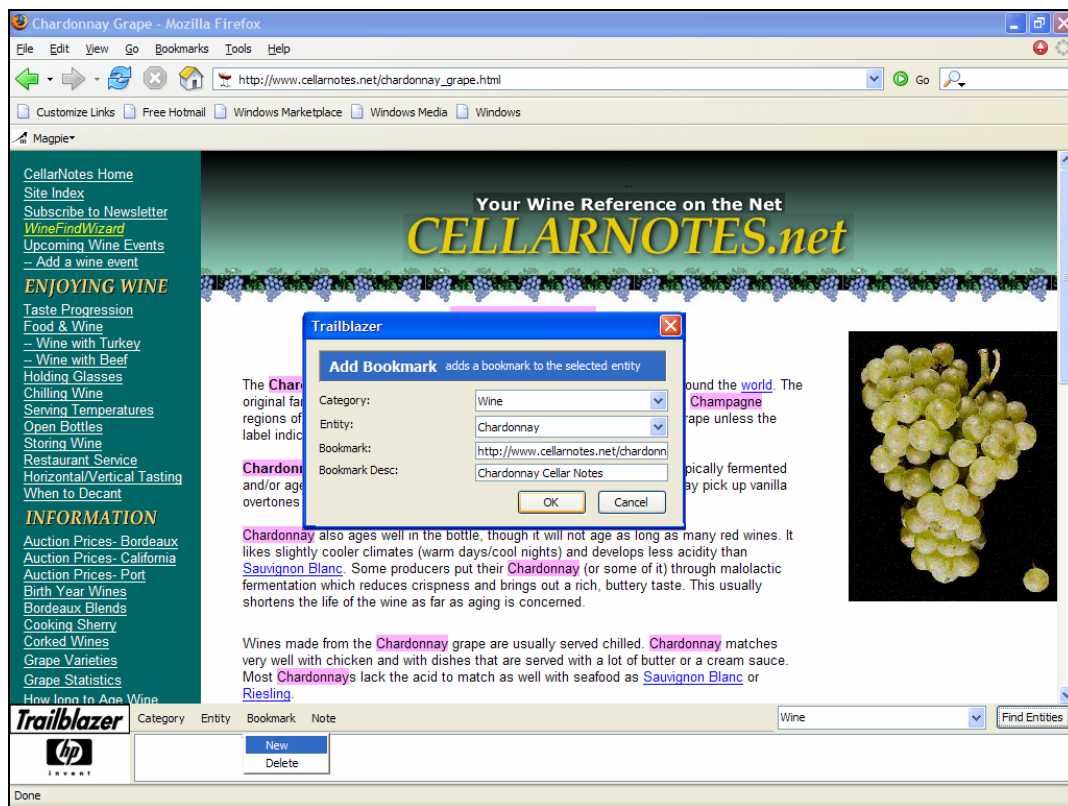 Chardonnay Grape - Mozilla Firefox
File Edit View Go Bookmarks Tools Help
http://www.cellarnotes.net/chardonnay_grape.html Go
Customize Links Free Hotmail Windows Marketplace Windows Media Windows
Magpie
CellarNotes Home
Site Index
Subscribe to Newsletter
WineFindWizard
Upcoming Wine Events
-- Add a wine event
ENJOYING WINE
Taste Progression
Food & Wine
-- Wine with Turkey
-- Wine with Beef
Holding Glasses
Chilling Wine
Serving Temperatures
Open Bottles
Storing Wine
Restaurant Service
Horizontal/Vertical Tasting
When to Decant
INFORMATION
Auction Prices- Bordeaux
Auction Prices- California
Auction Prices- Port
Birth Year Wines
Bordeaux Blends
Cooking Sherry
Corked Wines
Grape Varieties
Grape Statistics
How long to Age Wine
Your Wine Reference on the Net
CELLARNOTES.net
Trailblazer
Add Bookmark adds a bookmark to the selected entity
Category: Wine
Entity: Chardonnay
Bookmark: http://www.cellarnotes.net/chardonn
Bookmark Desc: Chardonnay Cellar Notes
OK Cancel
The Char ound the world. The
original fa Champagne
regions of rape unless the
label indic
Chardonn pically fermented
and/or age ay pick up vanilla
overtones
Chardonnay also ages well in the bottle, though it will not age as long as many red wines. It
likes slightly cooler climates (warm days/cool nights) and develops less acidity than
Sauvignon Blanc. Some producers put their Chardonnay (or some of it) through malolactic
fermentation which reduces crispness and brings out a rich, buttery taste. This usually
shortens the life of the wine as far as aging is concerned.
Wines made from the Chardonnay grape are usually served chilled. Chardonnay matches
very well with chicken and with dishes that are served with a lot of butter or a cream sauce.
Most Chardonnays lack the acid to match as well with seafood as Sauvignon Blanc or
Riesling.
Trailblazer Category Entity Bookmark Note Wine Find Entities
hp
invent
New
Delete
Done